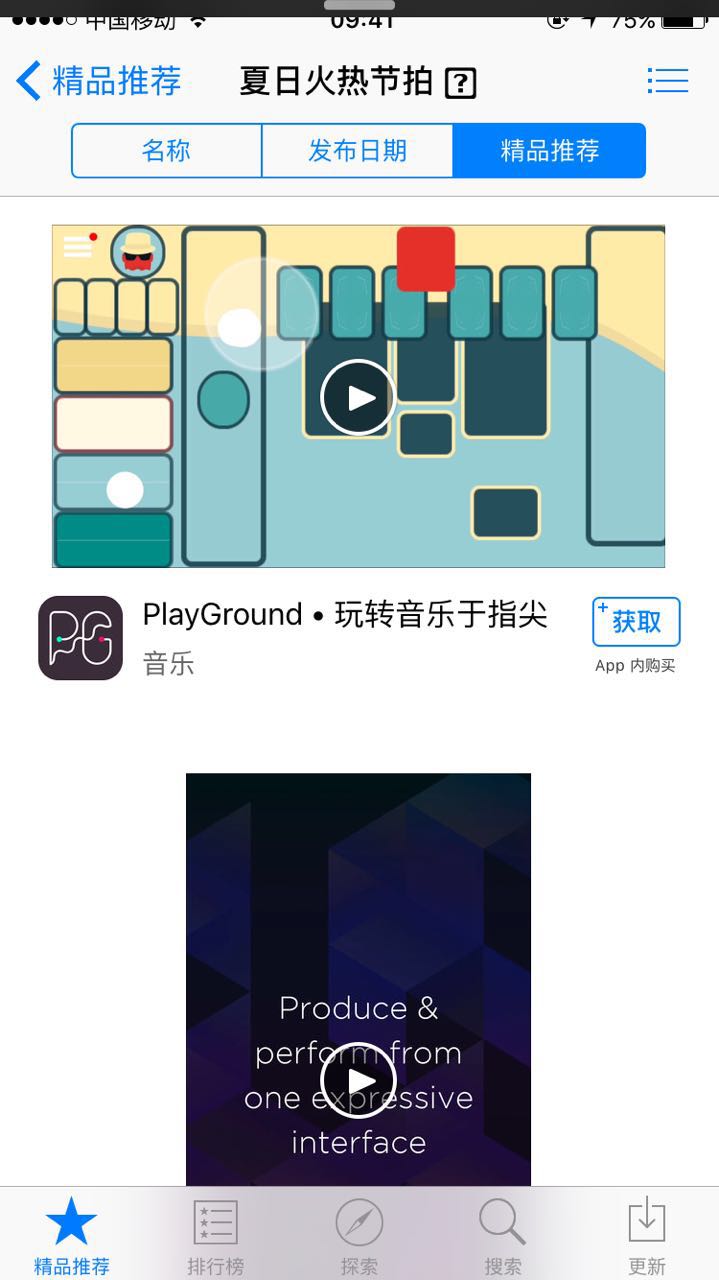 中国移动
09:41
75%
精品推荐
夏日火热节拍 ?
名称
发布日期
精品推荐
PlayGround • 玩转音乐于指尖
音乐
+获取
App 内购买
Produce &
perform from
one expressive
interface
精品推荐
排行榜
探索
搜索
更新